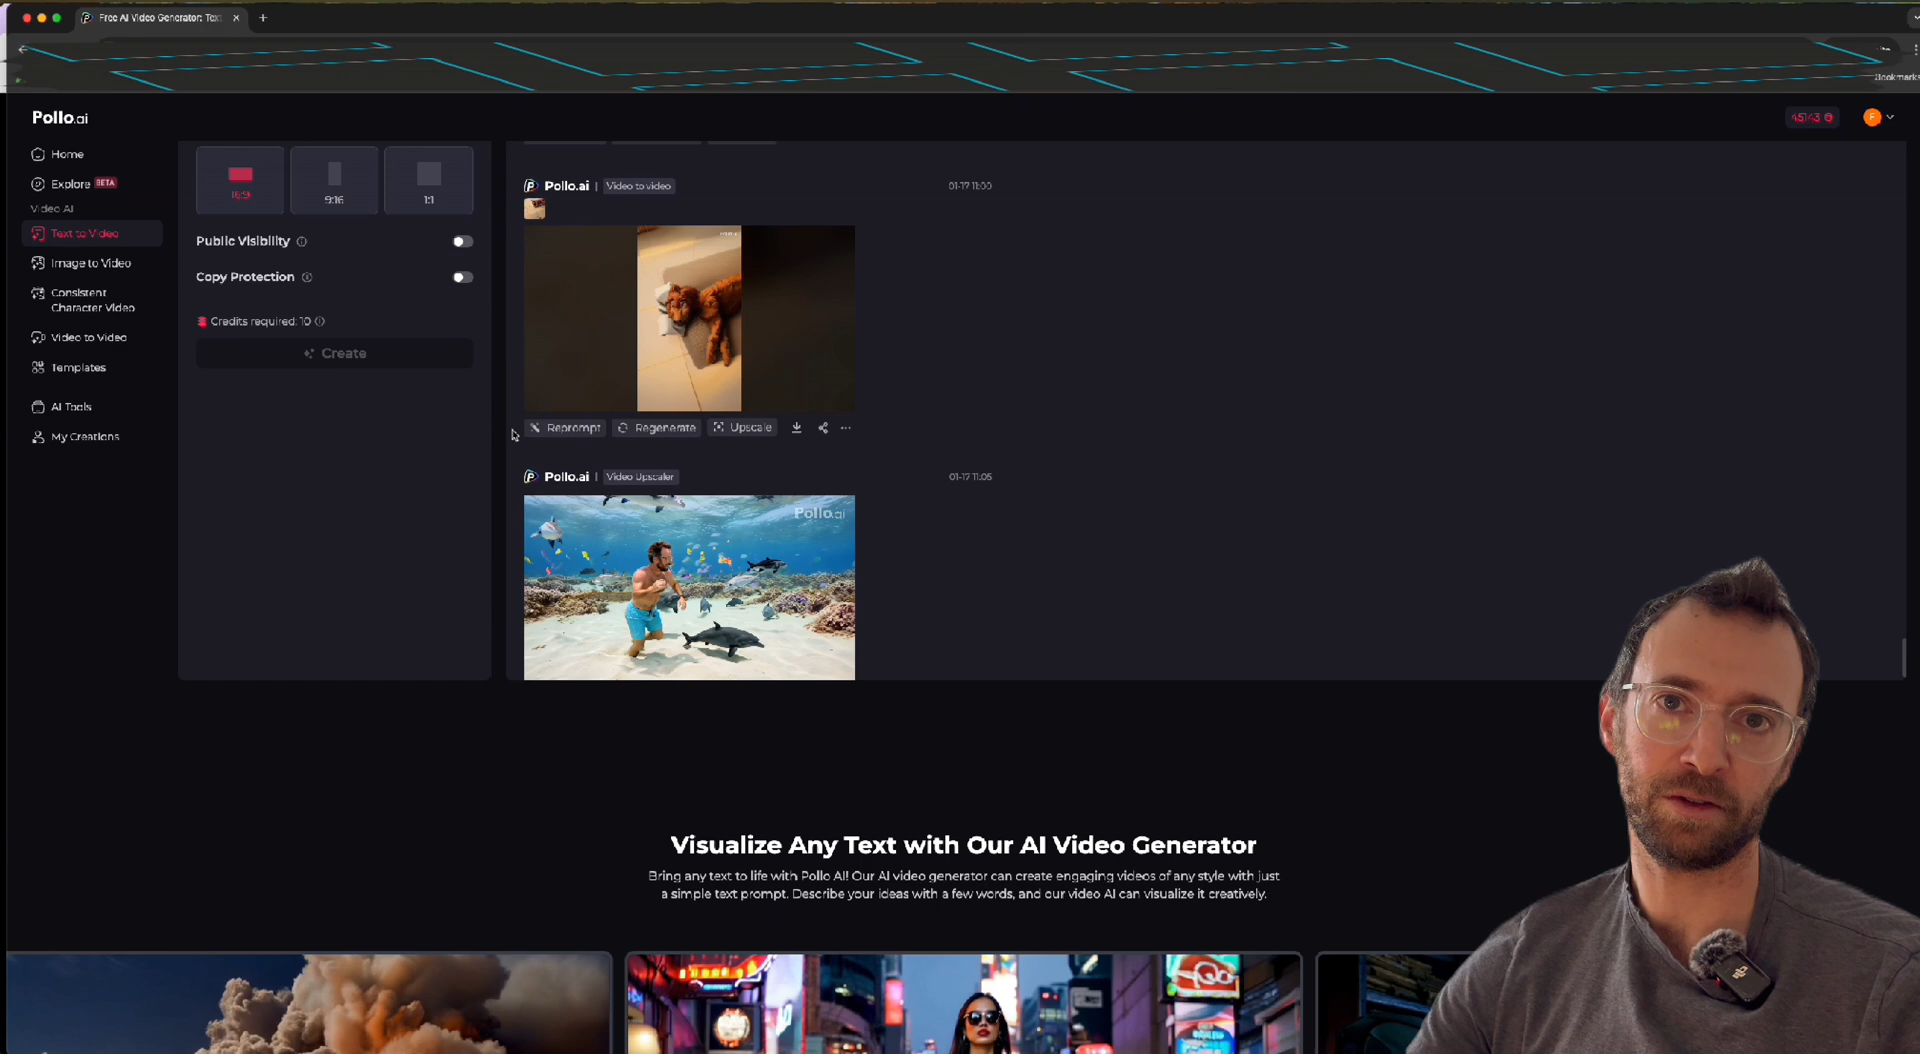 Free AI Video Generator: Tex
Bookmarks
Pollo.ai
45143
F
Home
Explore BETA
Video AI
Text to Video
Image to Video
Consistent
Character Video
Video to Video
Templates
AI Tools
My Creations
16:9
9:16
1:1
Public Visibility
Copy Protection
Credits required: 10
Create
Pollo.ai | Video to video
01-17 11:00
Reprompt
Regenerate
Upscale
Pollo.ai | Video Upscaler
01-17 11:05
Pollo.ai
Visualize Any Text with Our AI Video Generator
Bring any text to life with Pollo AI! Our AI video generator can create engaging videos of any style with just
a simple text prompt. Describe your ideas with a few words, and our video AI can visualize it creatively.